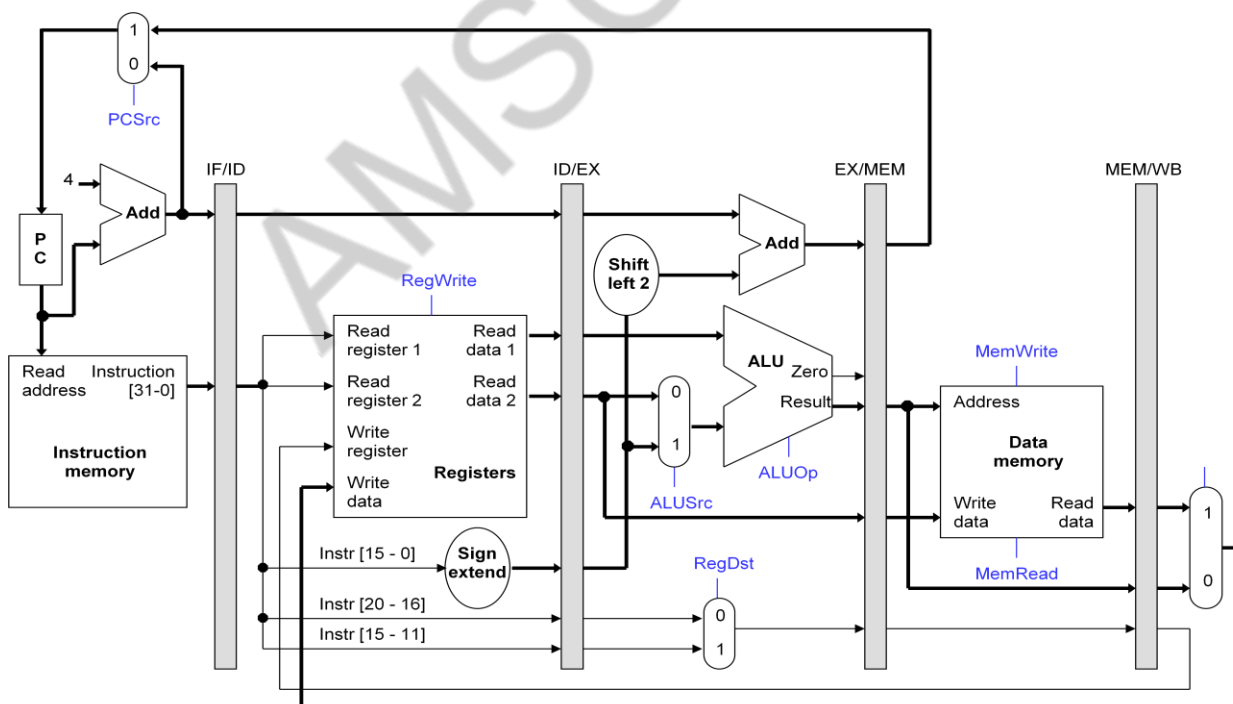 AMSC
1
0
PCSrc
IF/ID
ID/EX
EX/MEM
MEM/WB
4
Add
P
C
Add
Shift
left 2
RegWrite
Read
register 1
Read
data 1
Read
register 2
Read
data 2
Write
register
Write
data
Registers
Read
address
Instruction
[31-0]
Instruction
memory
0
1
ALUSrc
ALU
Zero
Result
ALUOp
MemWrite
Address
Data
memory
Write
data
Read
data
MemRead
1
0
Instr [15 - 0]
Sign
extend
RegDst
Instr [20 - 16]
0
Instr [15 - 11]
1